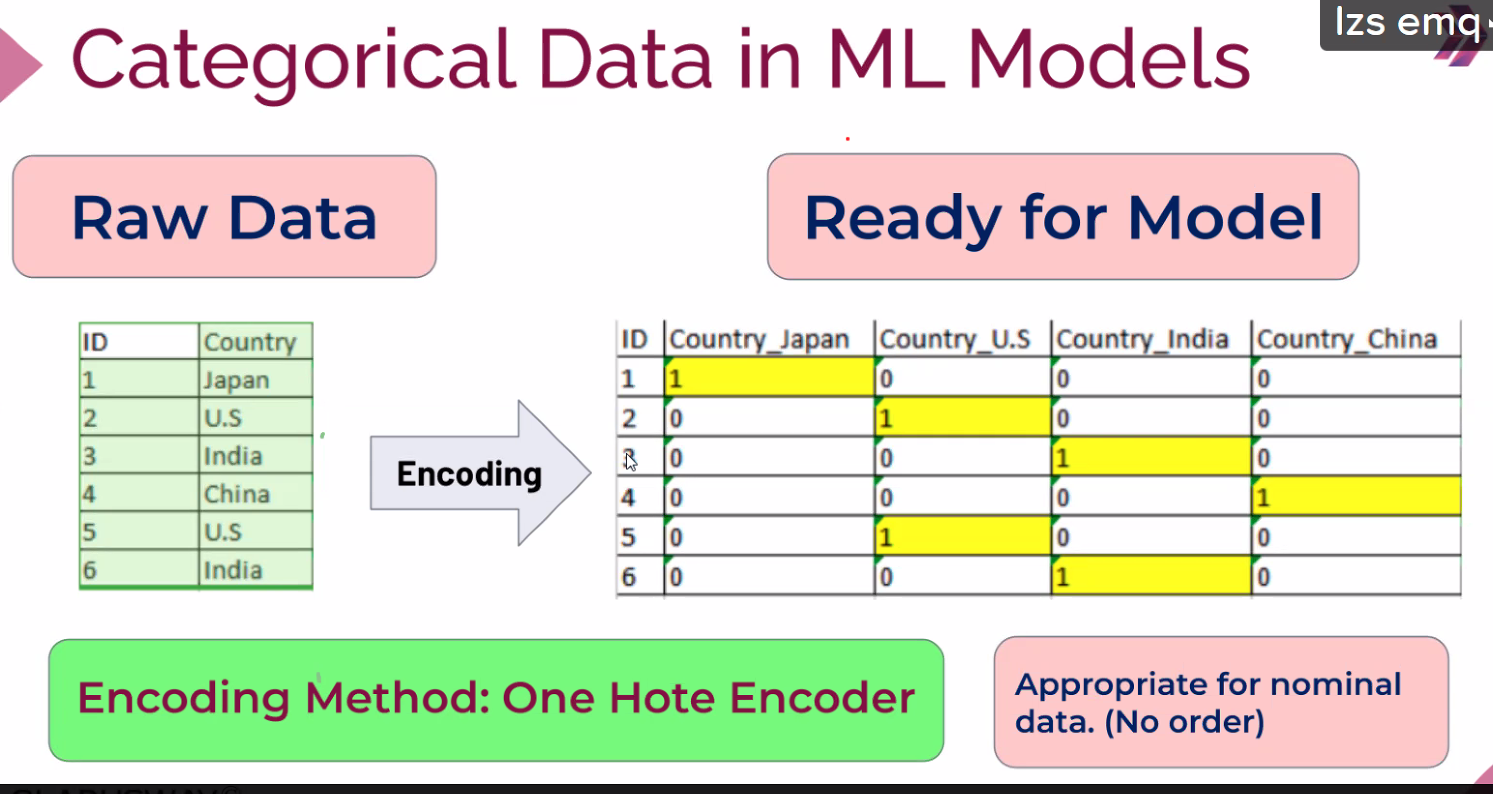 Categorical Data in ML Models
lzs emq
Raw Data
Ready for Model
ID Country
1 Japan
2 U.S
3 India
4 China
5 U.S
6 India
Encoding
ID Country_Japan Country_U.S Country_India Country_China
1 1 0 0 0
2 0 1 0 0
3 0 0 1 0
4 0 0 0 1
5 0 1 0 0
6 0 0 1 0
Encoding Method: One Hote Encoder
Appropriate for nominal
data. (No order)